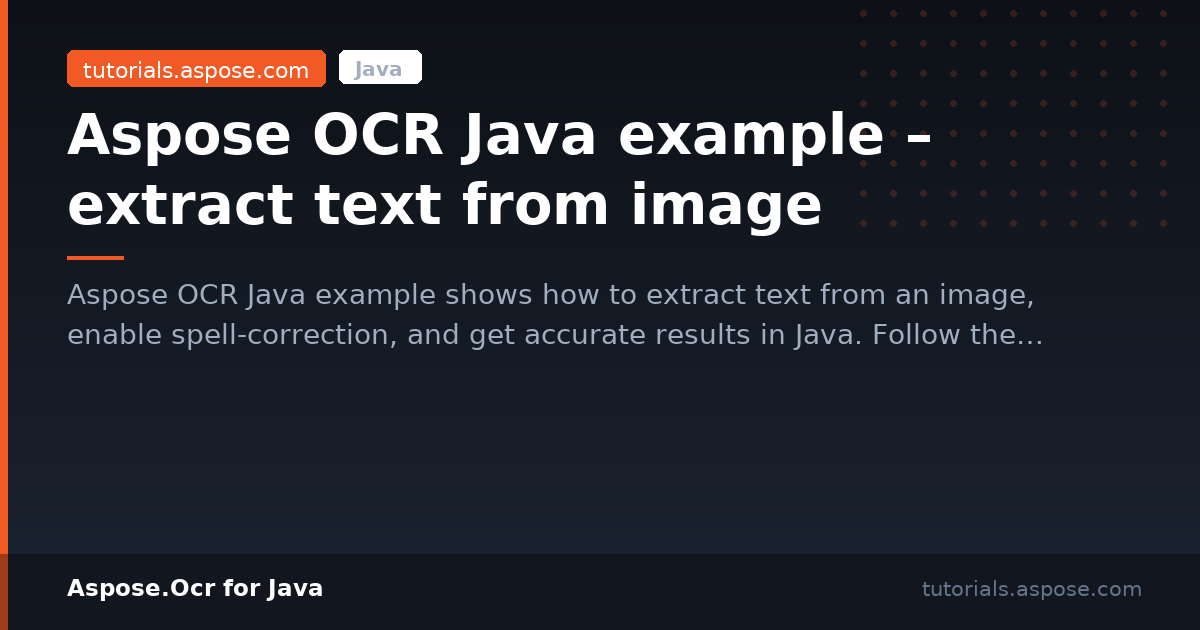 tutorials.aspose.com
Java
Aspose OCR Java example –
extract text from image
Aspose OCR Java example shows how to extract text from an image,
enable spell-correction, and get accurate results in Java. Follow the…
Aspose.Ocr for Java
tutorials.aspose.com